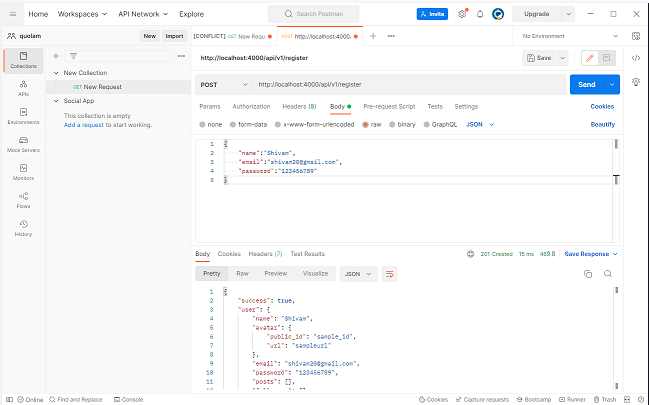 Home Workspaces API Network Explore Search Postman Invite Upgrade
quolam New Import [CONFLICT] GET New Requ POST http://localhost:4000, No Environment
http://localhost:4000/api/v1/register Save
Collections
New Collection
GET New Request
POST http://localhost:4000/api/v1/register Send
APIs
Social App
This collection is empty
Add a request to start working.
Params Authorization Headers (8) Body Pre-request Script Tests Settings Cookies
Environments
none form-data x-www-form-urlencoded raw binary GraphQL JSON Beautify
Mock Servers
Monitors
Flows
History
1 {
2 "name":"Shivam",
3 "email":"shivam20@gmail.com",
4 "password":"123456789"
5 }
Body Cookies Headers (7) Test Results 201 Created 15 ms 469 B Save Response
Pretty Raw Preview Visualize JSON
1 {
2 "success": true,
3 "user": {
4 "name": "Shivam",
5 "avatar": {
6 "public_id": "sample_id",
7 "url": "sampleurl"
8 },
9 "email": "shivam20@gmail.com",
10 "password": "123456789",
11 "posts": [],
Online Find and Replace Console Cookies Capture requests Bootcamp Runner Trash